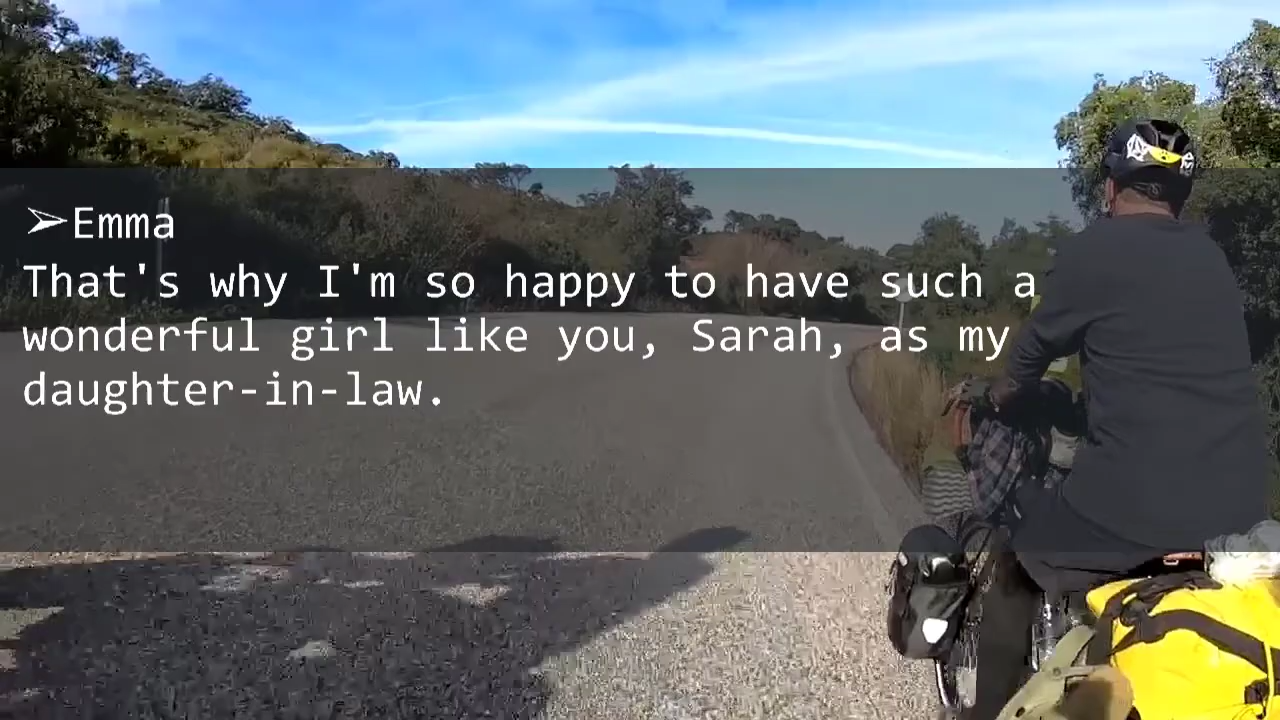 ➢Emma
That's why I'm so happy to have such a
wonderful girl like you, Sarah, as my
daughter-in-law.